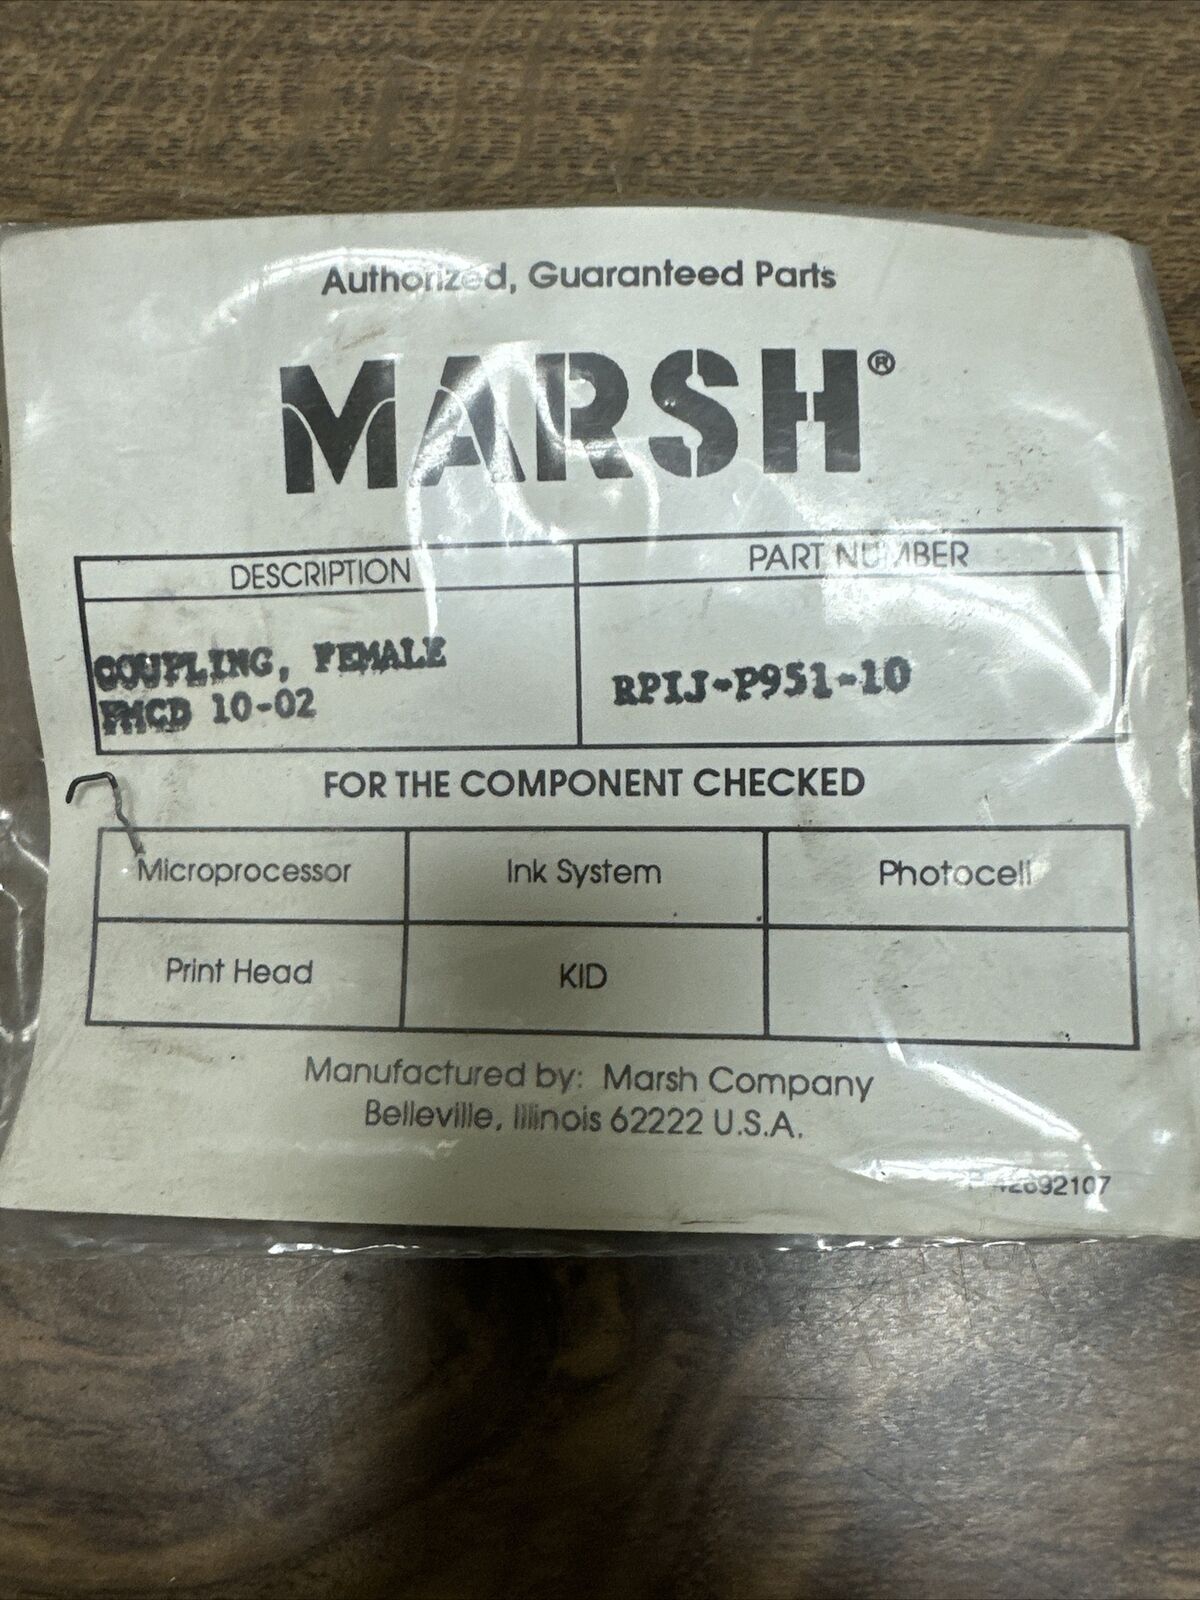 Authorized, Guaranteed Parts
MARSH®
DESCRIPTION
PART NUMBER
COUPLING, FEMALE
RPIJ-P951-10
FMCD 10-02
FOR THE COMPONENT CHECKED
Microprocessor
Ink System
Photocell
Print Head
KID
Manufactured by: Marsh Company
Belleville, Illinois 62222 U.S.A.